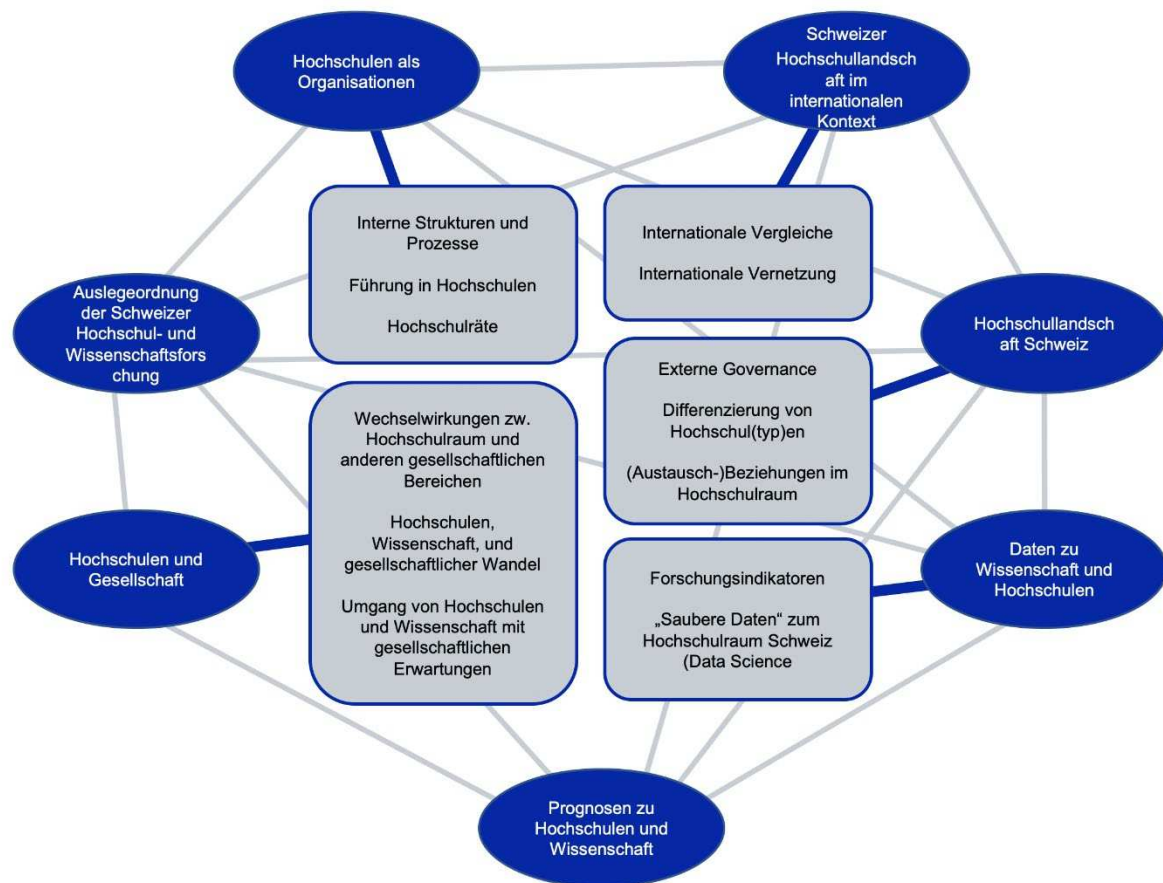 Hochschulen als
Organisationen
Schweizer
Hochschullandsch
aft im
internationalen
Kontext
Interne Strukturen und
Prozesse
Führung in Hochschulen
Hochschulräte
Internationale Vergleiche
Internationale Vernetzung
Auslegeordnung
der Schweizer
Hochschul- und
Wissenschaftsfors
chung
Hochschullandsch
aft Schweiz
Externe Governance
Differenzierung von
Hochschul(typ)en
(Austausch-)Beziehungen im
Hochschulraum
Wechselwirkungen zw.
Hochschulraum und
anderen gesellschaftlichen
Bereichen
Hochschulen,
Wissenschaft, und
gesellschaftlicher Wandel
Umgang von Hochschulen
und Wissenschaft mit
gesellschaftlichen
Erwartungen
Hochschulen und
Gesellschaft
Daten zu
Wissenschaft und
Hochschulen
Forschungsindikatoren
„Saubere Daten“ zum
Hochschulraum Schweiz
(Data Science
Prognosen zu
Hochschulen und
Wissenschaft